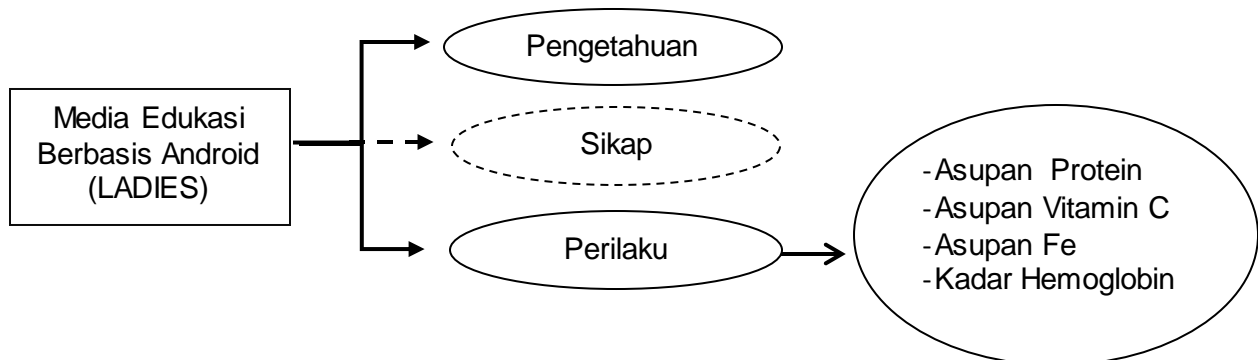 Pengetahuan
Media Edukasi
Berbasis Android
(LADIES)
Sikap
Perilaku
-Asupan Protein
-Asupan Vitamin C
-Asupan Fe
-Kadar Hemoglobin